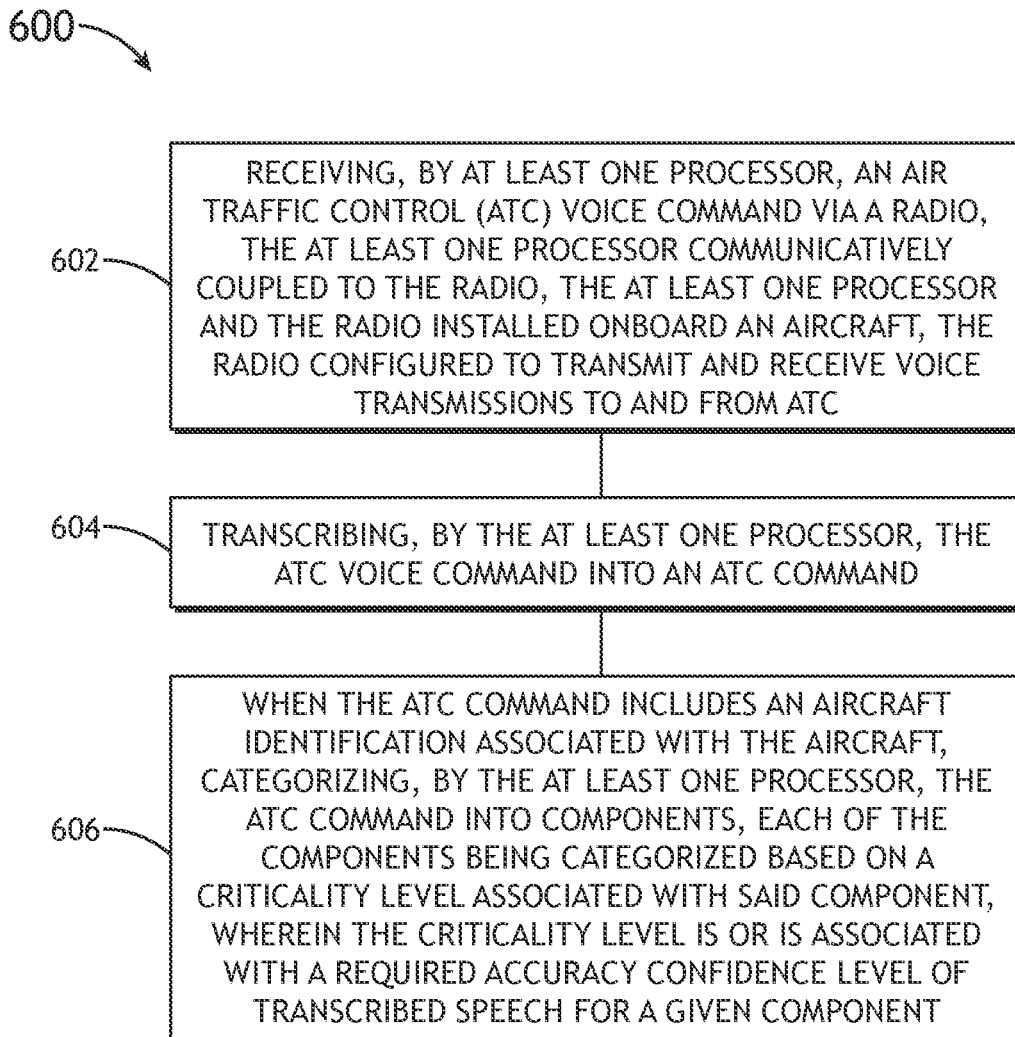 600
602
RECEIVING, BY AT LEAST ONE PROCESSOR, AN AIR
TRAFFIC CONTROL (ATC) VOICE COMMAND VIA A RADIO,
THE AT LEAST ONE PROCESSOR COMMUNICATIVELY
COUPLED TO THE RADIO, THE AT LEAST ONE PROCESSOR
AND THE RADIO INSTALLED ONBOARD AN AIRCRAFT, THE
RADIO CONFIGURED TO TRANSMIT AND RECEIVE VOICE
TRANSMISSIONS TO AND FROM ATC
604
TRANSCRIBING, BY THE AT LEAST ONE PROCESSOR, THE
ATC VOICE COMMAND INTO AN ATC COMMAND
606
WHEN THE ATC COMMAND INCLUDES AN AIRCRAFT
IDENTIFICATION ASSOCIATED WITH THE AIRCRAFT,
CATEGORIZING, BY THE AT LEAST ONE PROCESSOR, THE
ATC COMMAND INTO COMPONENTS, EACH OF THE
COMPONENTS BEING CATEGORIZED BASED ON A
CRITICALITY LEVEL ASSOCIATED WITH SAID COMPONENT,
WHEREIN THE CRITICALITY LEVEL IS OR IS ASSOCIATED
WITH A REQUIRED ACCURACY CONFIDENCE LEVEL OF
TRANSCRIBED SPEECH FOR A GIVEN COMPONENT